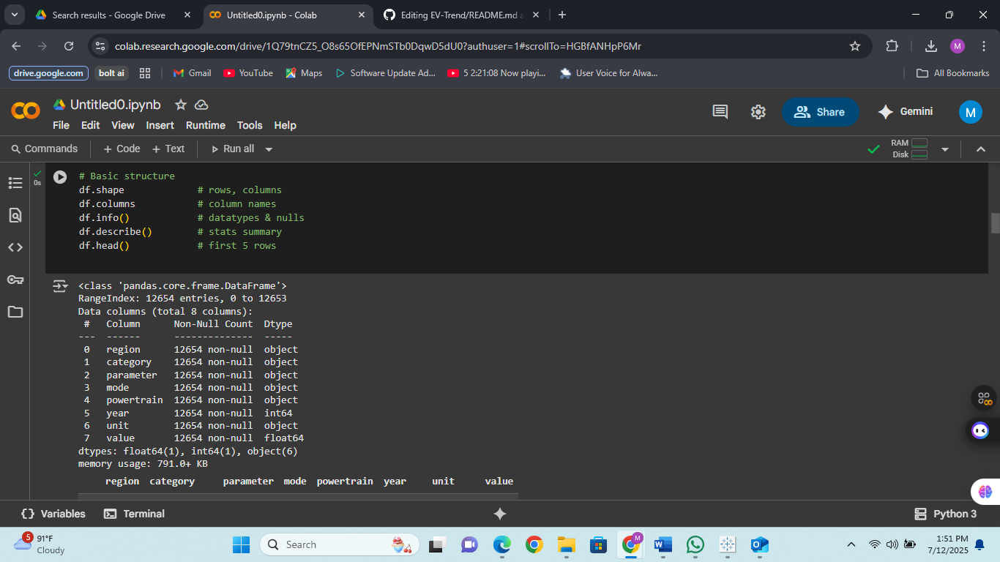 Search results - Google Drive
Untitled0.ipynb - Colab
Editing EV-Trend/README.md a
colab.research.google.com/drive/1Q79tnCZ5_O8s65OfEPNmSTb0DqwD5dU0?authuser=1#scrollTo=HGBfANHpP6Mr
M
drive.google.com
bolt ai
Gmail
YouTube
Maps
Software Update Ad...
5 2:21:08 Now playi...
User Voice for Alwa...
All Bookmarks
Untitled0.ipynb
File Edit View Insert Runtime Tools Help
Share
Gemini
M
Commands + Code + Text Run all
RAM
Disk
0s
# Basic structure
df.shape # rows, columns
df.columns # column names
df.info() # datatypes & nulls
df.describe() # stats summary
df.head() # first 5 rows
<class 'pandas.core.frame.DataFrame'>
RangeIndex: 12654 entries, 0 to 12653
Data columns (total 8 columns):
# Column Non-Null Count Dtype
--- ------ -------------- -----
0 region 12654 non-null object
1 category 12654 non-null object
2 parameter 12654 non-null object
3 mode 12654 non-null object
4 powertrain 12654 non-null object
5 year 12654 non-null int64
6 unit 12654 non-null object
7 value 12654 non-null float64
dtypes: float64(1), int64(1), object(6)
memory usage: 791.0+ KB
region category parameter mode powertrain year unit value
{} Variables
Terminal
Python 3
5
91°F
Cloudy
Search
M
1:51 PM
7/12/2025